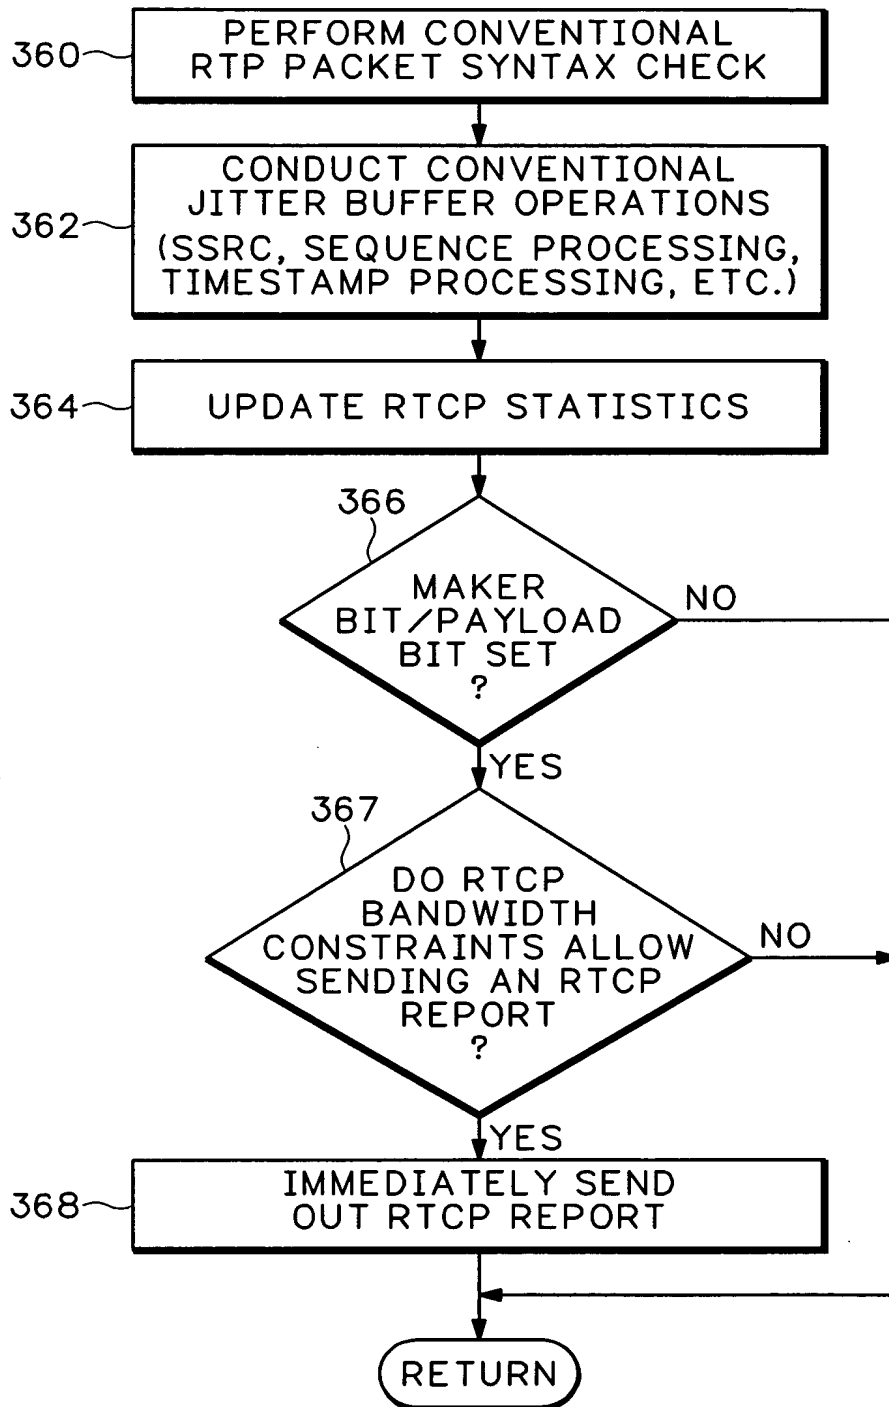 360
PERFORM CONVENTIONAL
RTP PACKET SYNTAX CHECK
362
CONDUCT CONVENTIONAL
JITTER BUFFER OPERATIONS
(SSRC, SEQUENCE PROCESSING,
TIMESTAMP PROCESSING, ETC.)
364
UPDATE RTCP STATISTICS
366
MAKER
BIT/PAYLOAD
BIT SET
?
NO
YES
367
DO RTCP
BANDWIDTH
CONSTRAINTS ALLOW
SENDING AN RTCP
REPORT
?
NO
YES
368
IMMEDIATELY SEND
OUT RTCP REPORT
RETURN